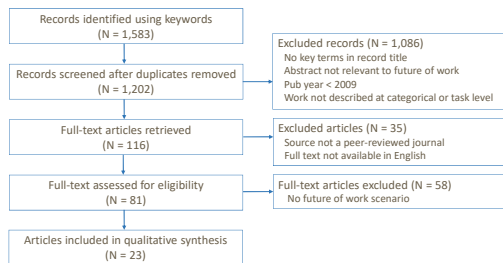 Records identified using keywords
(N = 1,583)
Excluded records (N = 1,086)
No key terms in record title
Abstract not relevant to future of work
Pub year < 2009
Work not described at categorical or task level
Records screened after duplicates removed
(N = 1,202)
Full-text articles retrieved
(N = 116)
Excluded articles (N = 35)
Source not a peer-reviewed journal
Full text not available in English
Full-text assessed for eligibility
(N = 81)
Full-text articles excluded (N = 58)
No future of work scenario
Articles included in qualitative synthesis
(N = 23)